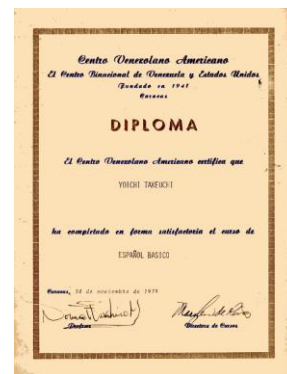 Centro Venezolano Americano
El Centro Binacional de Venezuela y Estados Unidos
Fundado en 1941
Caracas
DIPLOMA
El Centro Venezolano Americano certifica que
YOICHI TAKEUCHI
ha completado en forma satisfactoria el curso de
ESPAÑOL BASICO
Caracas, de noviembre de 1979
Profesor
Directora de Cursos